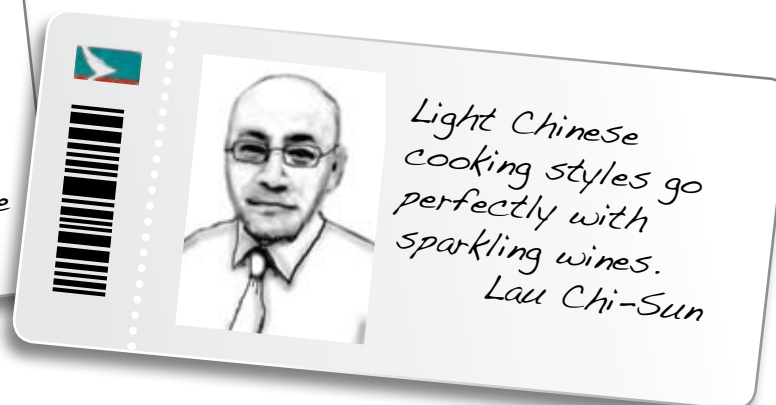 Light Chinese
cooking styles go
perfectly with
sparkling wines.
Lau Chi-Sun